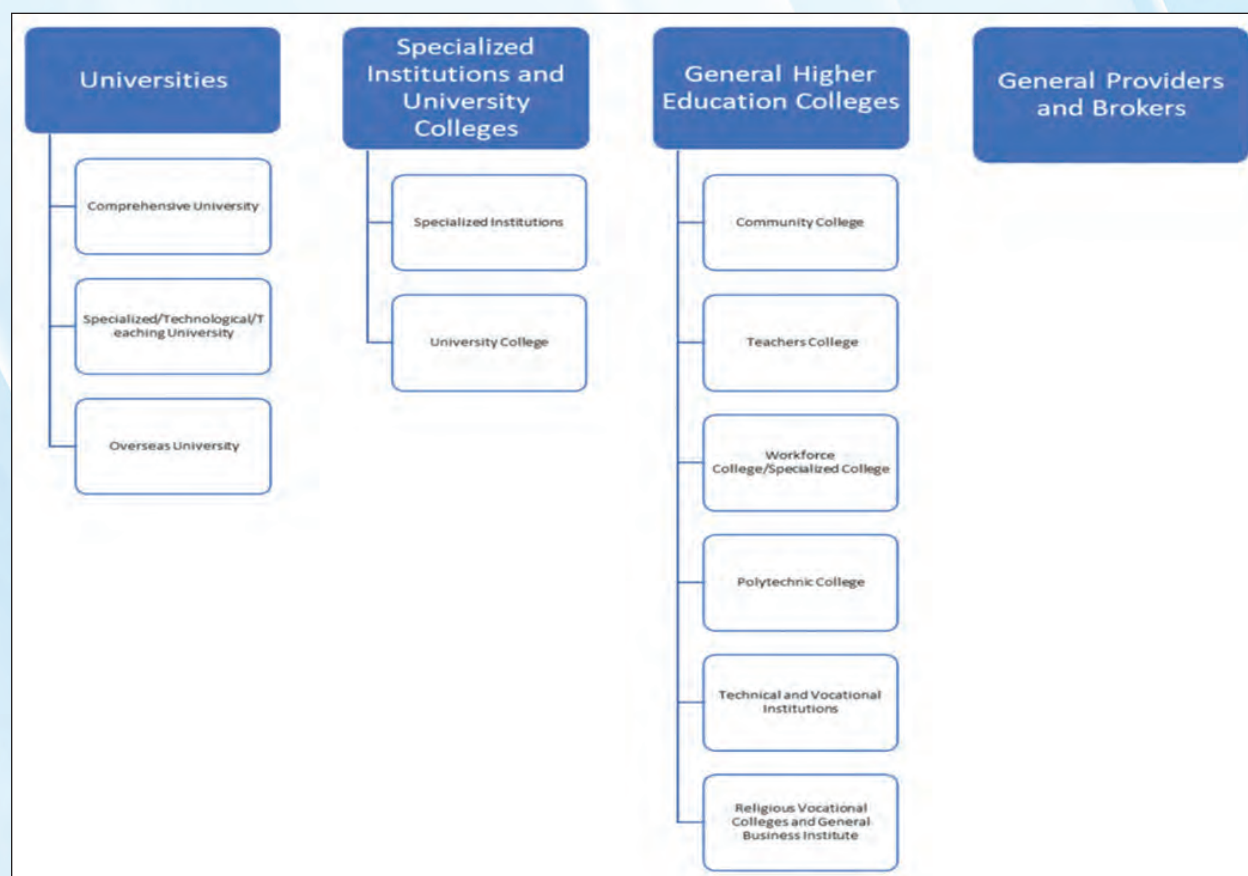 Universities
Comprehensive University
Specialized/Technological/T
eaching University
Overseas University
Specialized
Institutions and
University
Colleges
Specialized Institutions
University College
General Higher
Education Colleges
Community College
Teachers College
Workforce
College/Specialized College
Polytechnic College
Technical and Vocational
Institutions
Religious Vocational
Colleges and General
Business Institute
General Providers
and Brokers